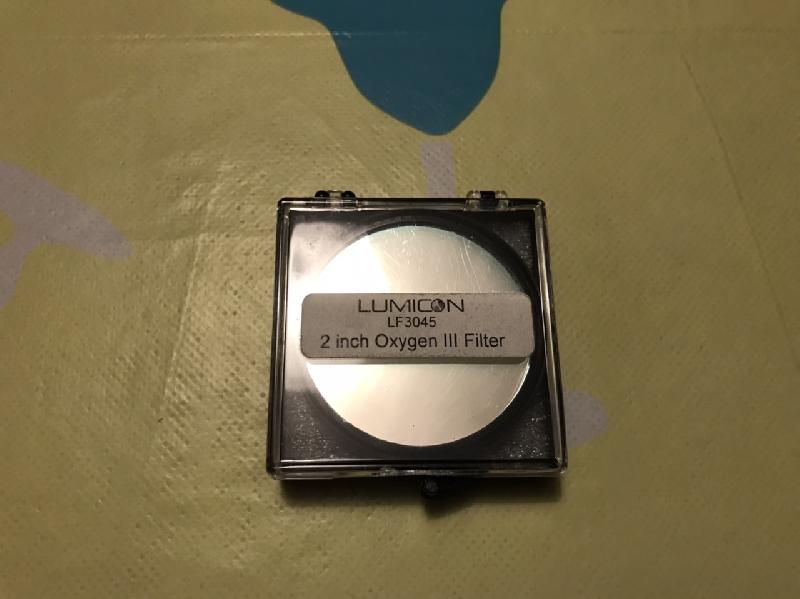 LUMICON
LF3045
2 inch Oxygen III Filter